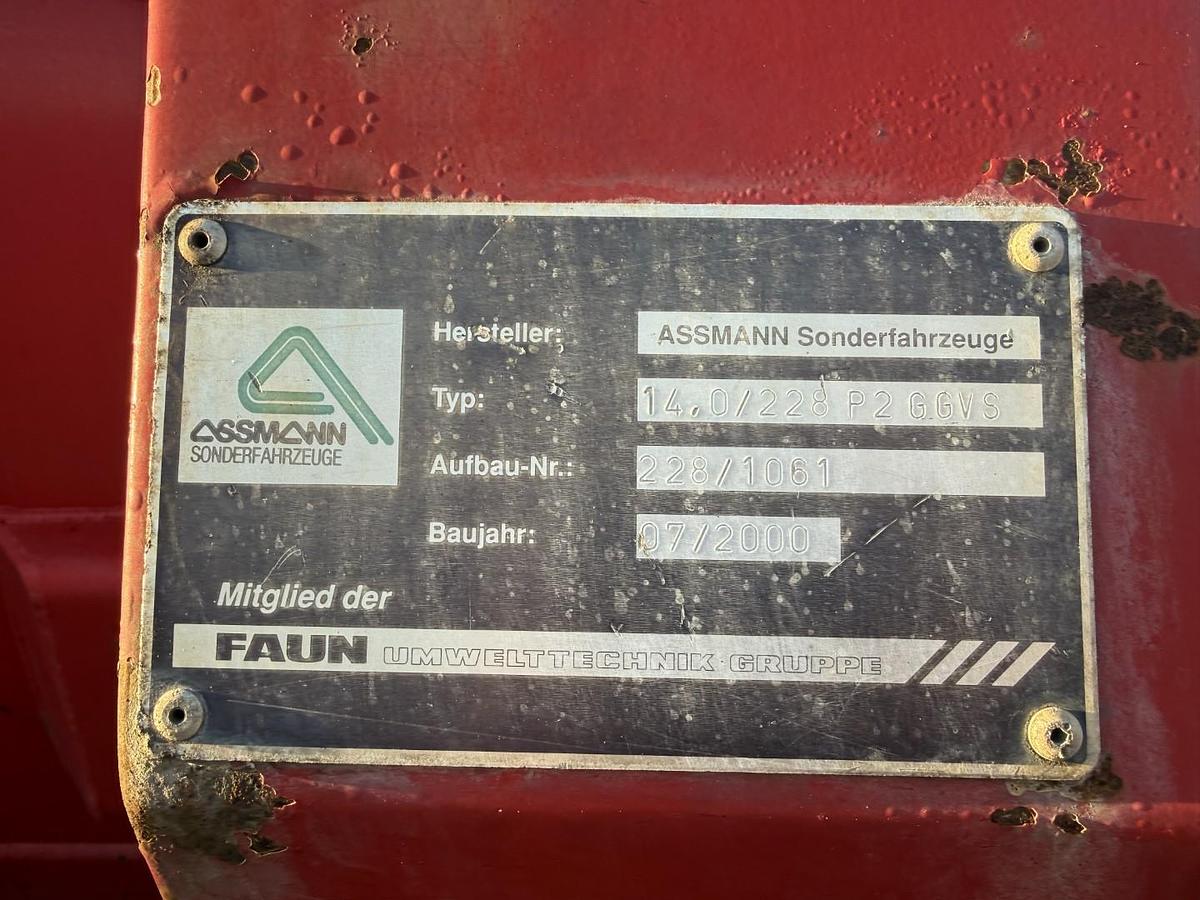 ASSMANN
SONDERFAHRZEUGE
Hersteller: ASSMANN Sonderfahrzeuge
Typ: 14.0/228 P2 GGVS
Aufbau-Nr.: 228/1061
Baujahr: 07/2000
Mitglied der
FAUN UMWELTTECHNIK·GRUPPE